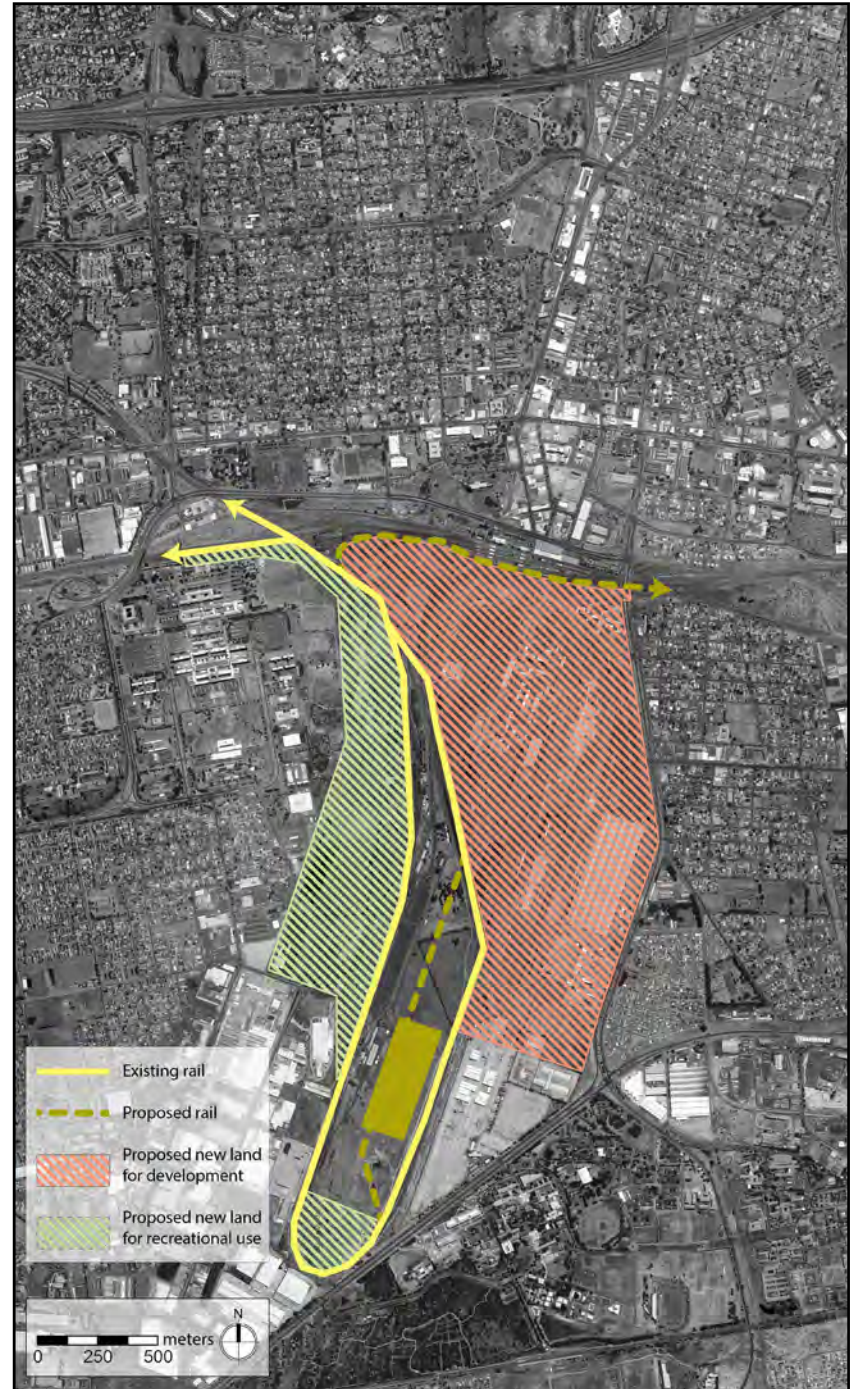 Existing rail
Proposed rail
Proposed new land
for development
Proposed new land
for recreational use
N
meters
0 250 500